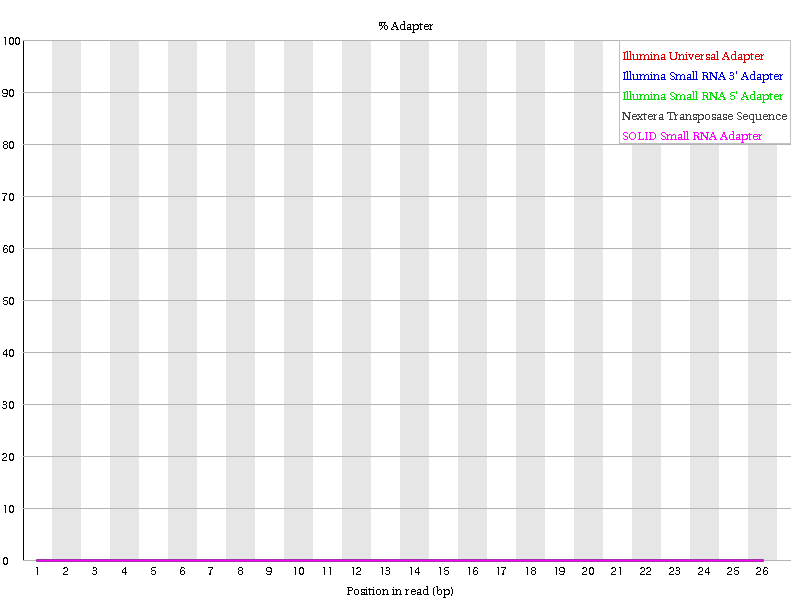 % Adapter
100
90
80
70
60
50
40
30
20
10
0
Illumina Universal Adapter
Illumina Small RNA 3' Adapter
Illumina Small RNA 5' Adapter
Nextera Transposase Sequence
SOLID Small RNA Adapter
1 2 3 4 5 6 7 8 9 10 11 12 13 14 15 16 17 18 19 20 21 22 23 24 25 26
Position in read (bp)